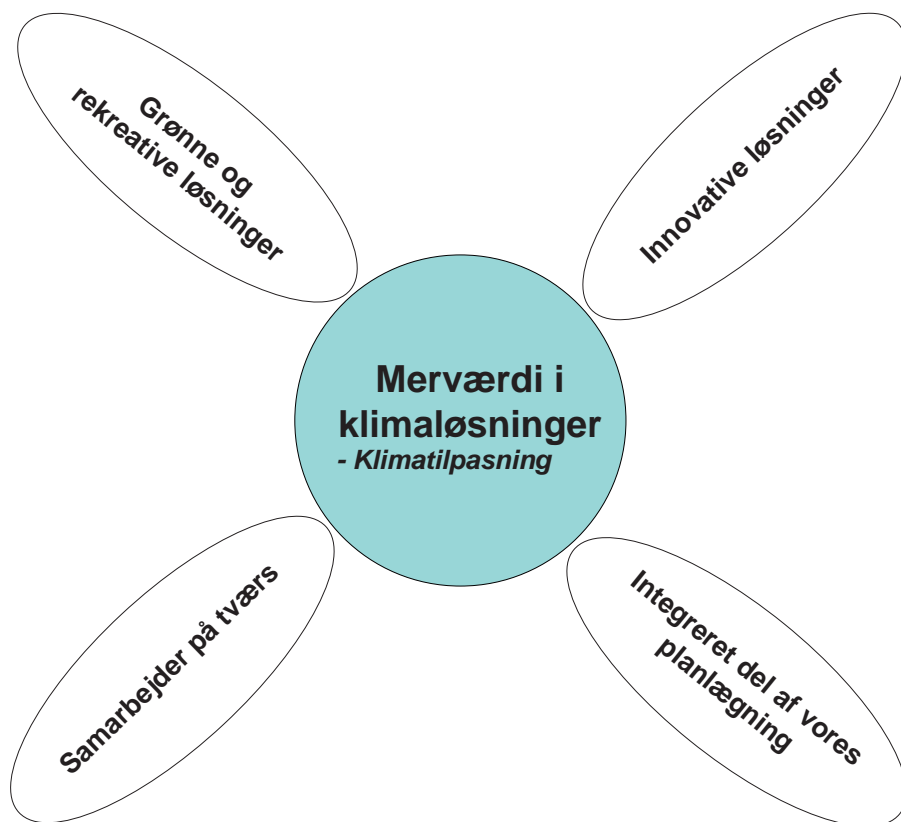 Grønne og
rekreative løsninger
Innovative løsninger
Merværdi i
klimaløsninger
- Klimatilpasning
Samarbejder på tværs
Integreret del af vores
planlægning